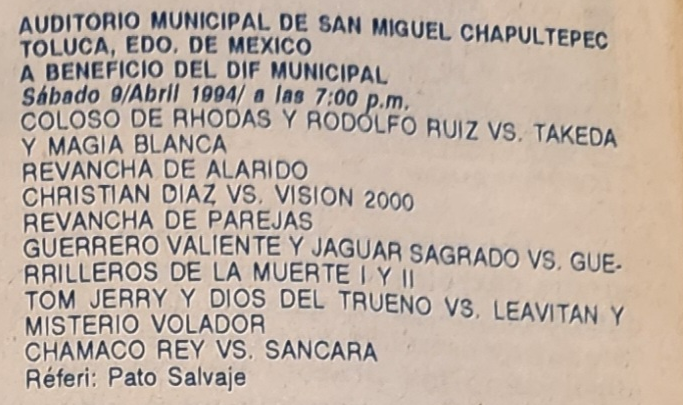 AUDITORIO MUNICIPAL DE SAN MIGUEL CHAPULTEPEC
TOLUCA, EDO. DE MEXICO
A BENEFICIO DEL DIF MUNICIPAL
Sábado 9/Abril 1994/ a las 7:00 p.m.
COLOSO DE RHODAS Y RODOLFO RUIZ VS. TAKEDA
Y MAGIA BLANCA
REVANCHA DE ALARIDO
CHRISTIAN DIAZ VS. VISION 2000
REVANCHA DE PAREJAS
GUERRERO VALIENTE Y JAGUAR SAGRADO VS. GUE-
RRILLEROS DE LA MUERTE I Y II
TOM JERRY Y DIOS DEL TRUENO VS. LEAVITAN Y
MISTERIO VOLADOR
CHAMACO REY VS. SANCARA
Réferi: Pato Salvaje